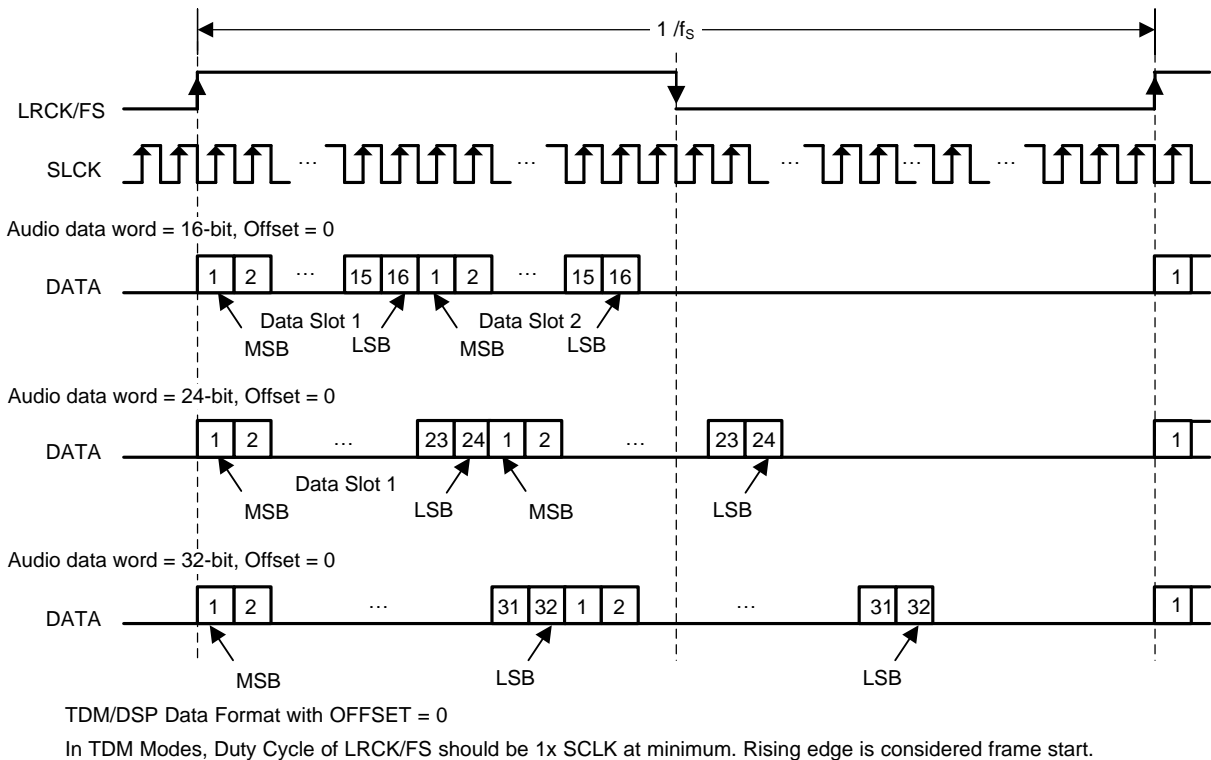 1 /fS
LRCK/FS
SLCK
... ... ... ... ...
Audio data word = 16-bit, Offset = 0
DATA 1 2 ... 15 16 1 2 ... 15 16 1
Data Slot 1 Data Slot 2
MSB LSB MSB LSB
Audio data word = 24-bit, Offset = 0
DATA 1 2 ... 23 24 1 2 ... 23 24 1
Data Slot 1
MSB LSB MSB LSB
Audio data word = 32-bit, Offset = 0
DATA 1 2 ... 31 32 1 2 ... 31 32 1
MSB LSB LSB
TDM/DSP Data Format with OFFSET = 0
In TDM Modes, Duty Cycle of LRCK/FS should be 1x SCLK at minimum. Rising edge is considered frame start.